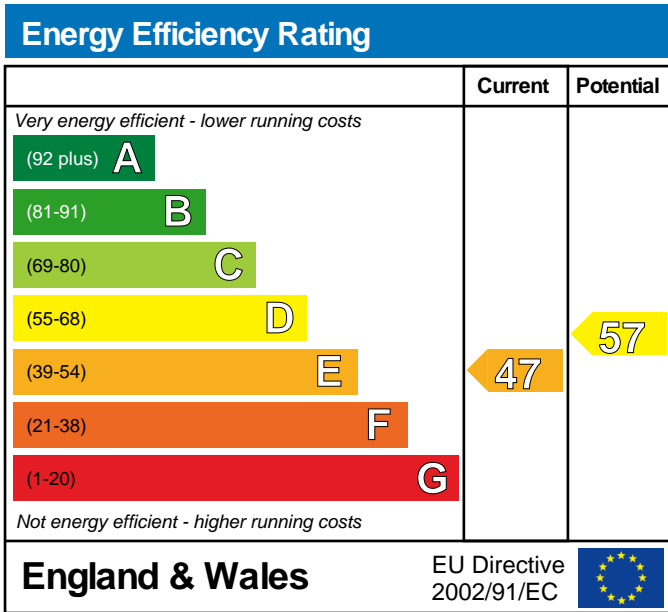 Energy Efficiency Rating
Current Potential
Very energy efficient - lower running costs
(92 plus) A
(81-91) B
(69-80) C
(55-68) D
(39-54) E
(21-38) F
(1-20) G
47
57
Not energy efficient - higher running costs
England & Wales
EU Directive
2002/91/EC